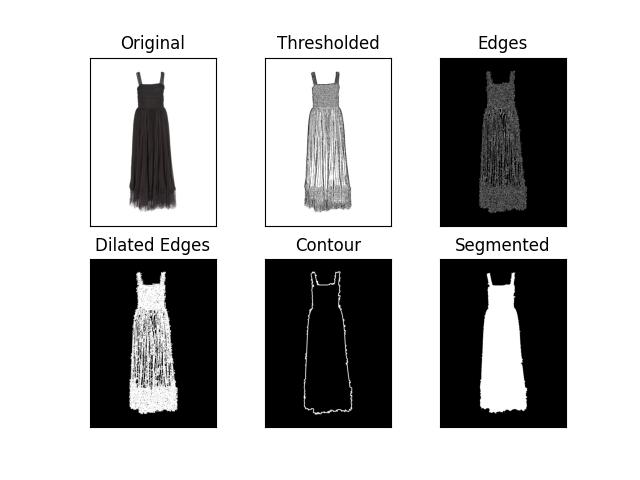 Original
Thresholded
Edges
Dilated Edges
Contour
Segmented